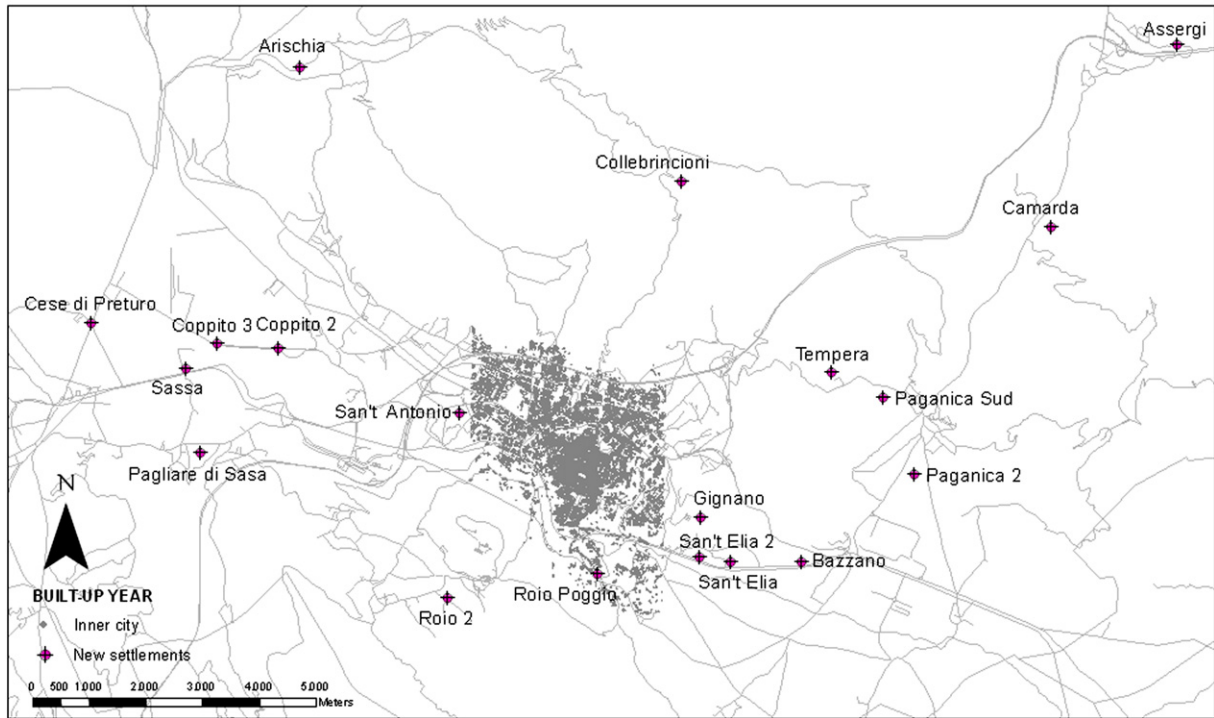 Assergi
Arischia
Collebrincioni
Camarda
Cese di Preturo
Coppito 3
Coppito 2
Tempera
Sassa
Paganica Sud
San't Antonio
Pagliare di Sasa
Paganica 2
N
Gignano
San't Elia 2
Bazzano
San't Elia
Roio Poggio
Roio 2
BUILT-UP YEAR
Inner city
New settlements
0 500 1.000 2.000 3.000 4.000 5.000
Meters